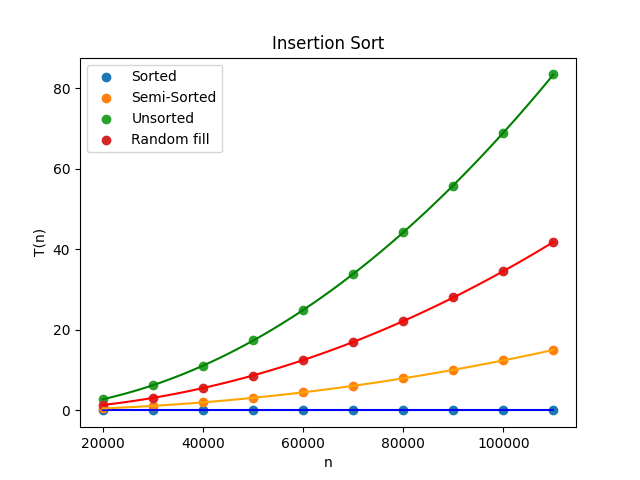 Insertion Sort
Sorted
Semi-Sorted
Unsorted
Random fill
T(n)
80
60
40
20
0
20000 40000 60000 80000 100000
n